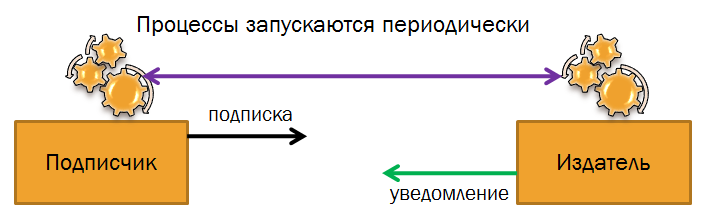 Процессы запускаются периодически
подписка
Подписчик
Издатель
уведомление